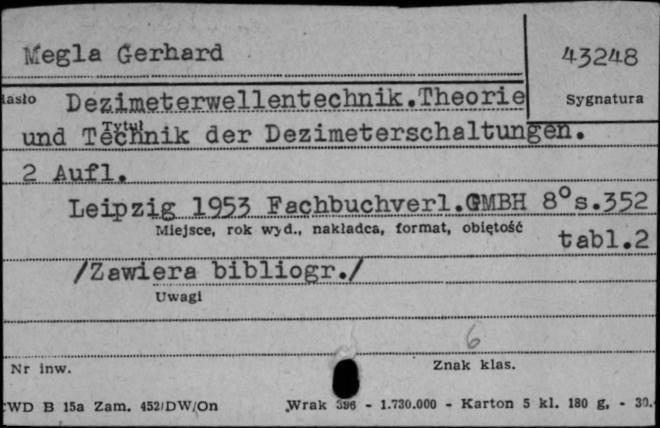 Megla Gerhard 43248
Dezimeterwellentechnik.Theorie Sygnatura
Tytuł
und Technik der Dezimeterschaltungen.
2 Aufl.
Leipzig 1953 Fachbuchverl.GMBH 8° s.352
Miejsce, rok wyd., nakładca, format, objętość
tabl.2
/Zawiera bibliogr./
Uwagi
6
Nr inw. Znak klas.
WD B 15a Zam. 452/DW/On Wrak 396 - 1.730.000 - Karton 5 kl. 180 g, - 30.